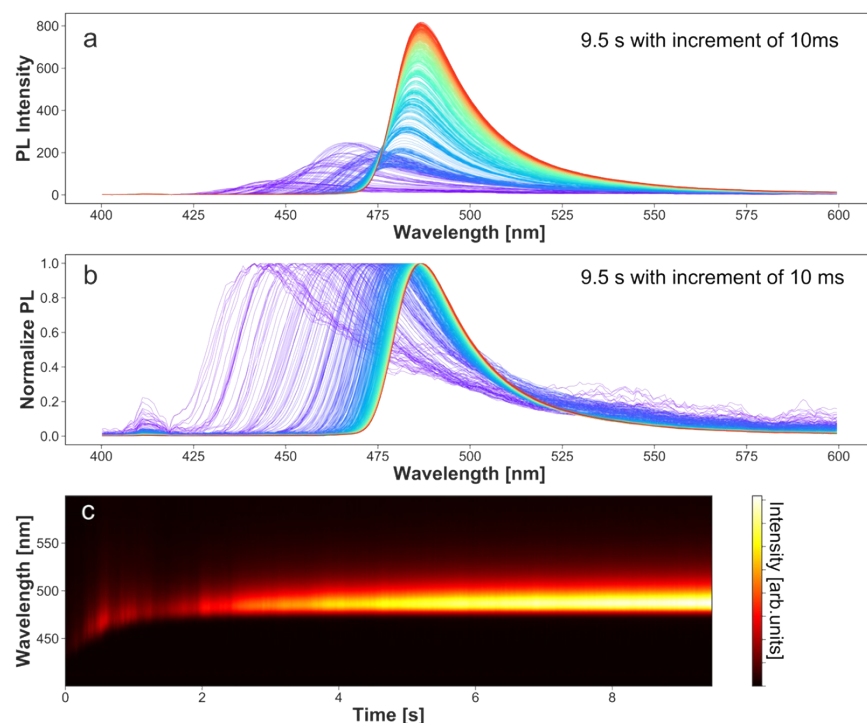 a
9.5 s with increment of 10ms
PL Intensity
800
600
400
200
0
400 425 450 475 500 525 550 575 600
Wavelength [nm]
b
9.5 s with increment of 10 ms
Normalize PL
1.0
0.8
0.6
0.4
0.2
0.0
400 425 450 475 500 525 550 575 600
Wavelength [nm]
c
Wavelength [nm]
550
500
450
0 2 4 6 8
Time [s]
Intensity [arb.units]